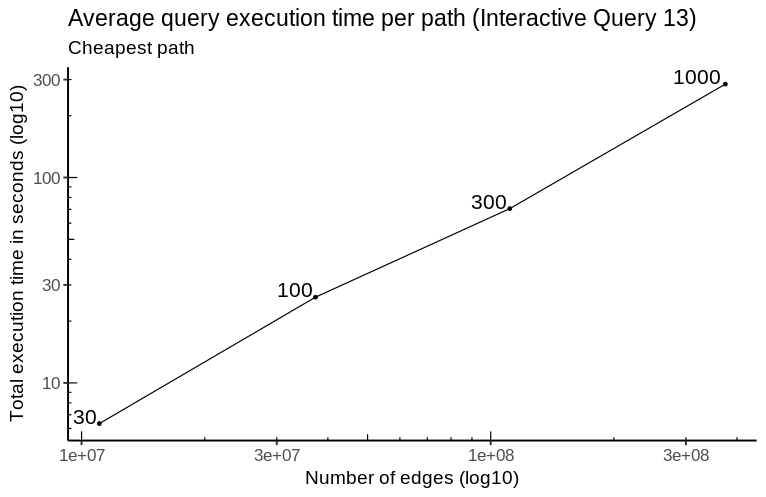 Average query execution time per path (Interactive Query 13)
Cheapest path
Total execution time in seconds (log10)
300
100
30
10
1000
300
100
30
1e+07
3e+07
1e+08
3e+08
Number of edges (log10)